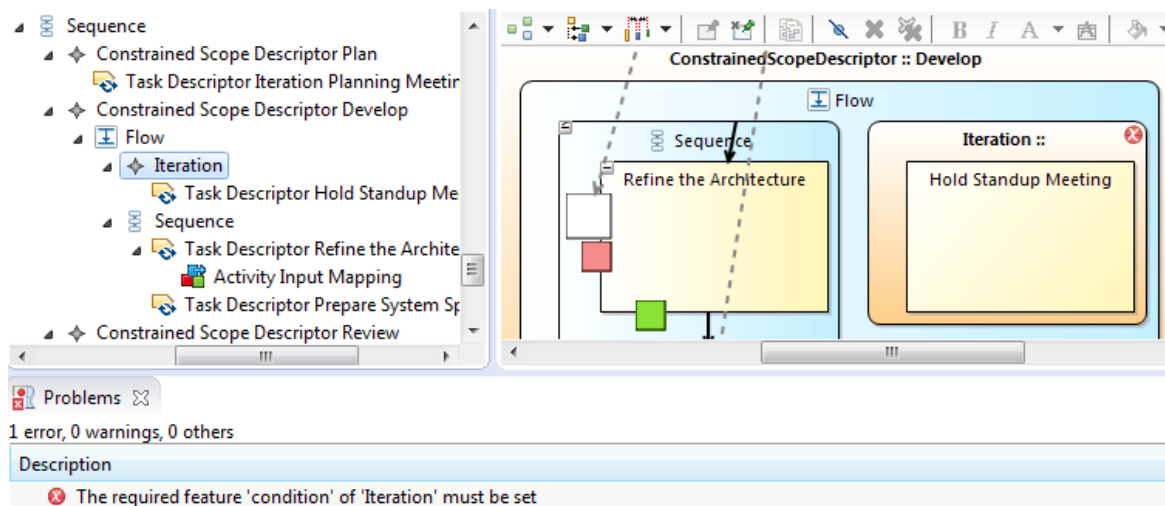 Sequence
Constrained Scope Descriptor Plan
Task Descriptor Iteration Planning Meetin
Constrained Scope Descriptor Develop
Flow
Iteration
Task Descriptor Hold Standup Me
Sequence
Task Descriptor Refine the Archite
Activity Input Mapping
Task Descriptor Prepare System Sp
Constrained Scope Descriptor Review
B I A
ConstrainedScopeDescriptor :: Develop
Flow
Sequence
Refine the Architecture
Iteration ::
Hold Standup Meeting
Problems
1 error, 0 warnings, 0 others
Description
The required feature 'condition' of 'Iteration' must be set